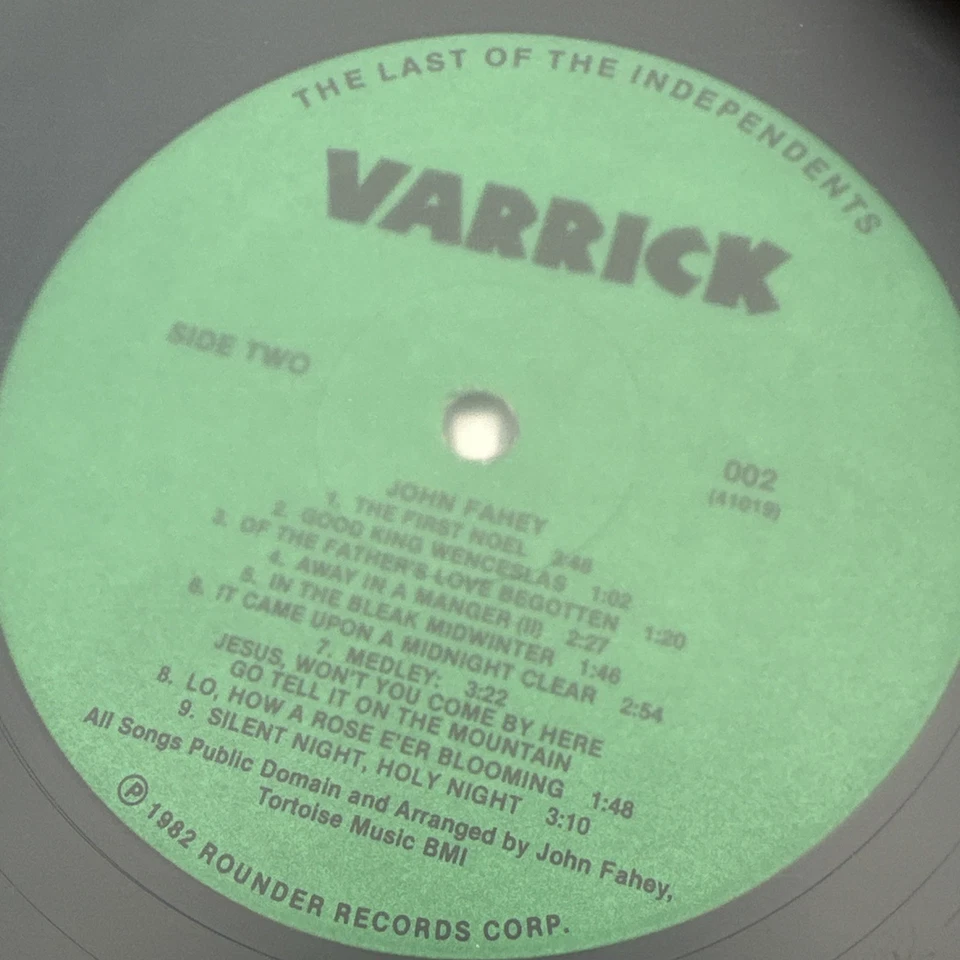 THE LAST OF THE INDEPENDENTS
VARRICK
SIDE TWO
002
(41019)
JOHN FAHEY
1. THE FIRST NOEL 2:46
2. GOOG KING WENCESLAS 1:02
3. OF THE FATHER'S LOVE BEGOTTEN 1:20
4. AWAY IN A MANGER (II) 2:27
5. IN THE BLEAK MIDWINTER 1:46
6. IT CAME UPON A MIDNIGHT CLEAR 2:54
7. MEDLEY: 3:22
JESUS, WON'T YOU COME BY HERE
GO TELL IT ON THE MOUNTAIN
8. LO, HOW A ROSE E'ER BLOOMING 1:48
9. SILENT NIGHT, HOLY NIGHT 3:10
All Songs Public Domain and Arranged by John Fahey,
Tortoise Music BMI
Ⓟ 1982 ROUNDER RECORDS CORP.